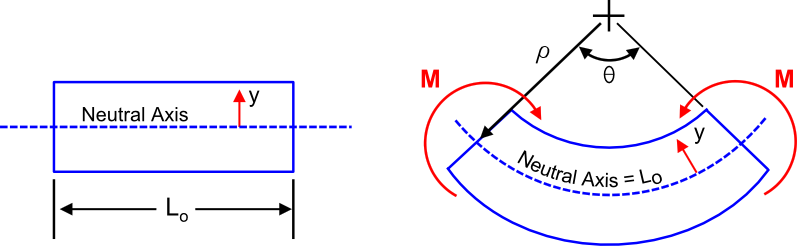 Neutral Axis
y
Lo
ρ
θ
M
M
y
Neutral Axis = Lo